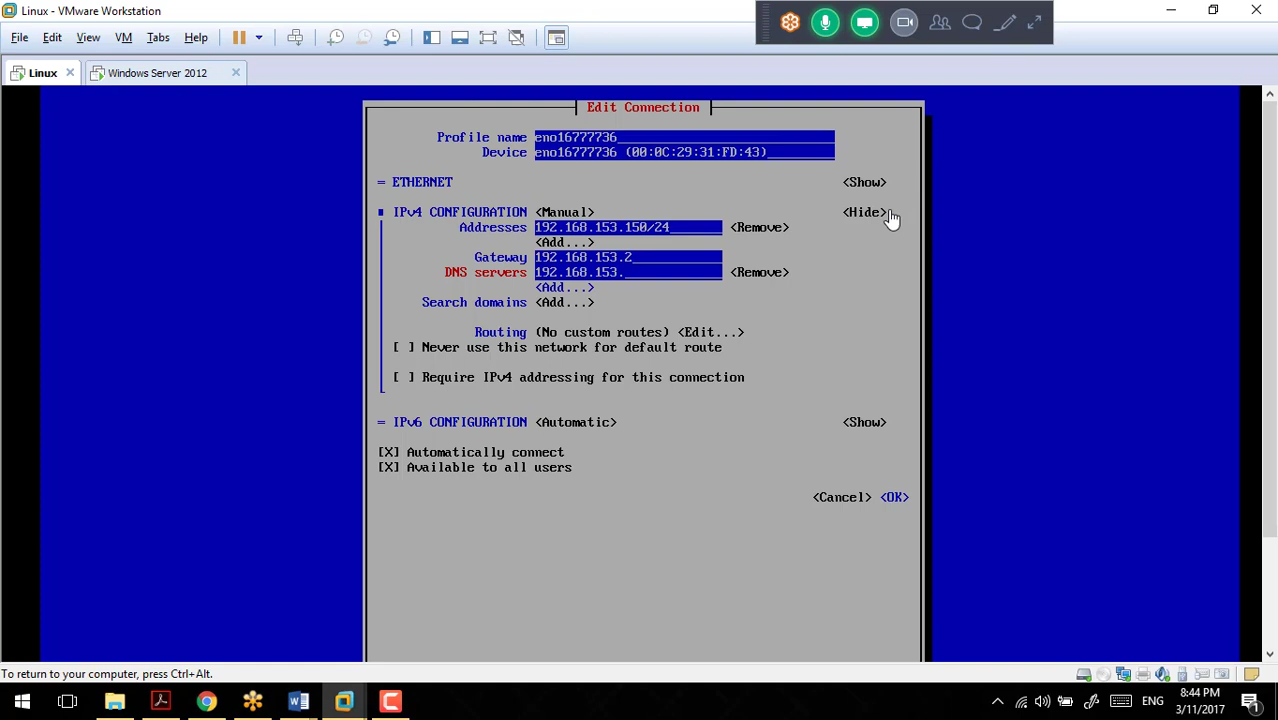 Linux - VMware Workstation
File Edit View VM Tabs Help
Linux
Windows Server 2012
Edit Connection
Profile name eno16777736
Device eno16777736 (00:0C:29:31:FD:43)
= ETHERNET <Show>
IPv4 CONFIGURATION <Manual> <Hide>
Addresses 192.168.153.150/24 <Remove>
<Add...>
Gateway 192.168.153.2
DNS servers 192.168.153. <Remove>
<Add...>
Search domains <Add...>
Routing (No custom routes) <Edit...>
[ ] Never use this network for default route
[ ] Require IPv4 addressing for this connection
= IPv6 CONFIGURATION <Automatic> <Show>
[X] Automatically connect
[X] Available to all users
<Cancel> <OK>
To return to your computer, press Ctrl+Alt.
ENG
8:44 PM
3/11/2017
1